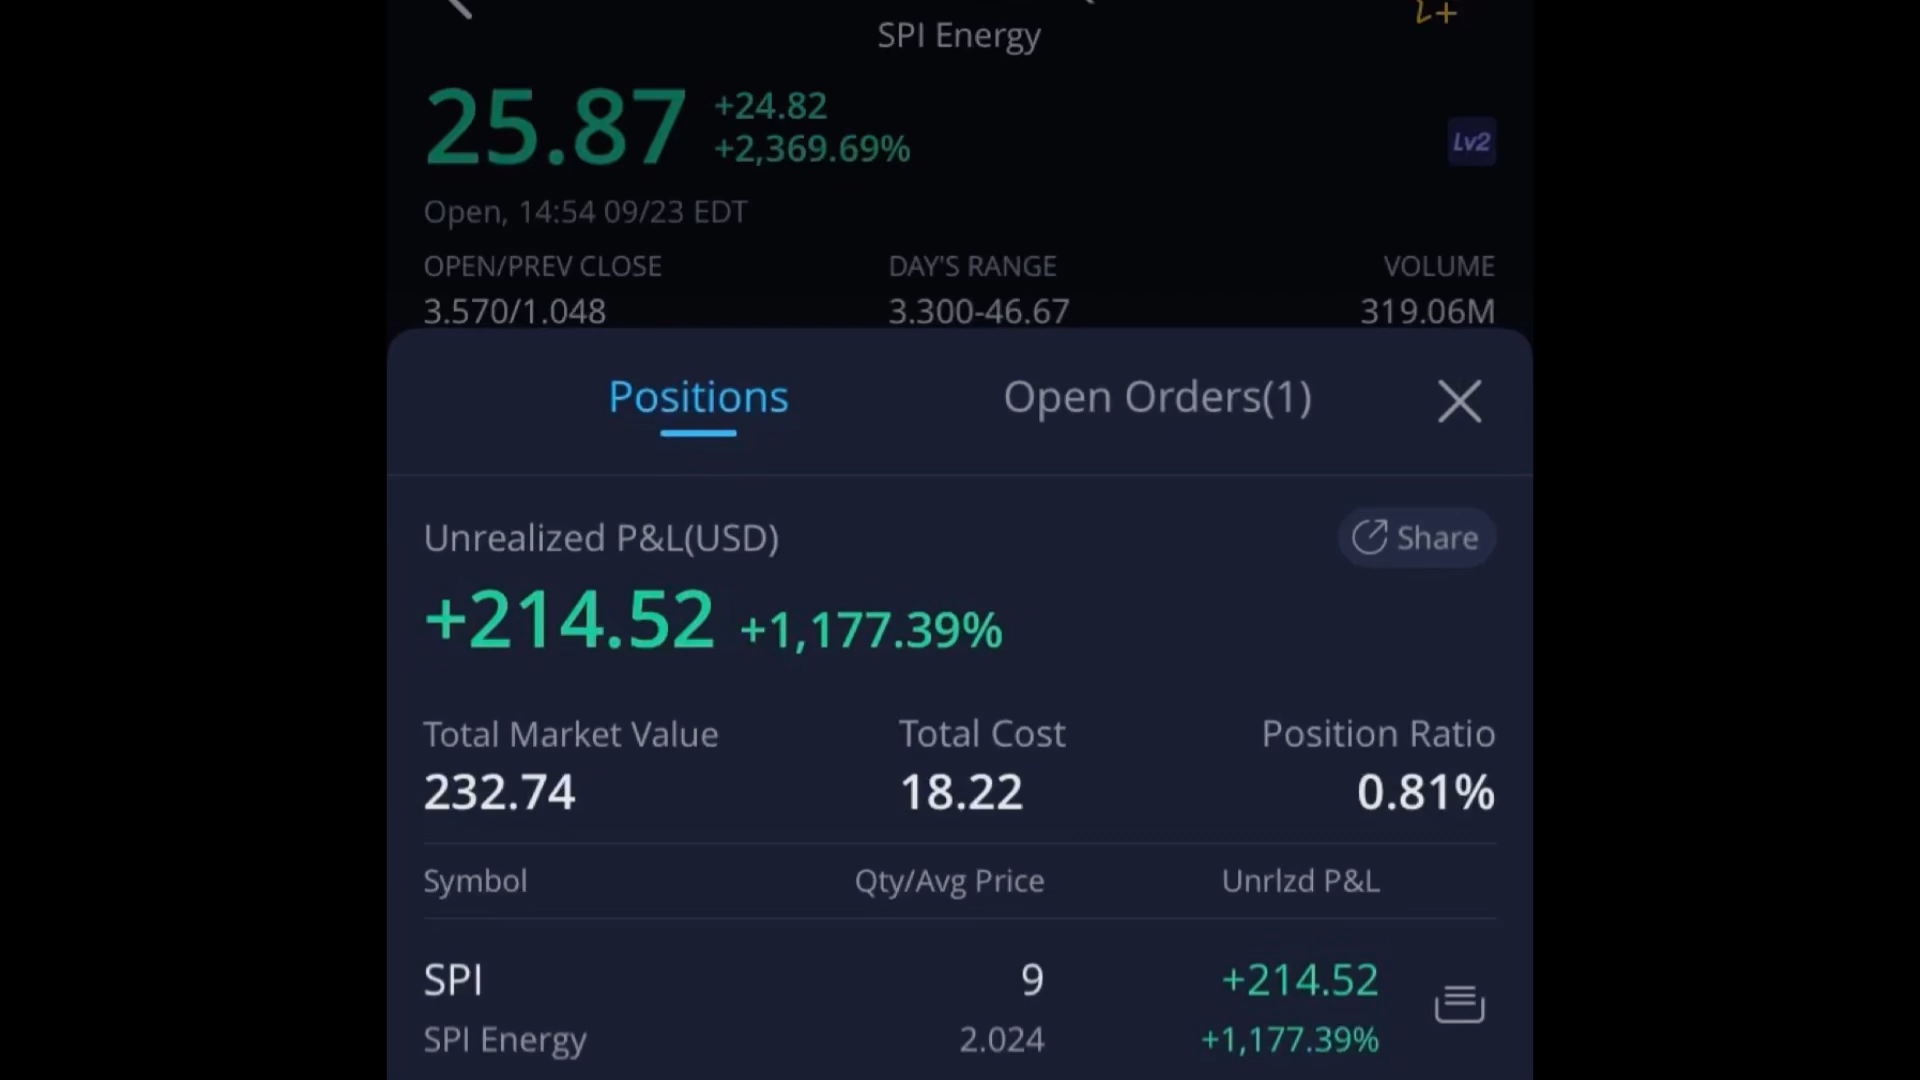 SPI Energy
25.87 +24.82
+2,369.69%
Lv2
Open, 14:54 09/23 EDT
OPEN/PREV CLOSE DAY'S RANGE VOLUME
3.570/1.048 3.300-46.67 319.06M
Positions Open Orders(1)
Unrealized P&L(USD) Share
+214.52 +1,177.39%
Total Market Value Total Cost Position Ratio
232.74 18.22 0.81%
Symbol Qty/Avg Price Unrlzd P&L
SPI 9 +214.52
SPI Energy 2.024 +1,177.39%